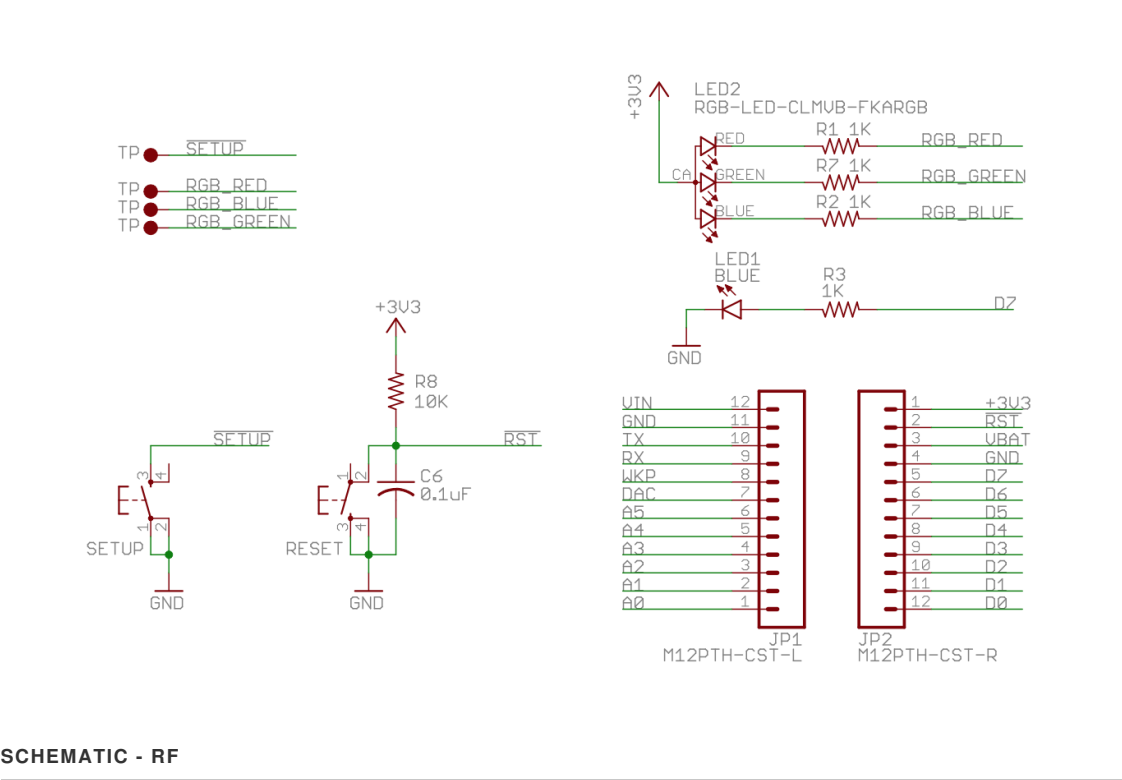 TP SETUP
TP RGB_RED
TP RGB_BLUE
TP RGB_GREEN
+3V3
LED2
RGB-LED-CLMVB-FKARGB
RED R1 1K RGB_RED
CA GREEN R7 1K RGB_GREEN
BLUE R2 1K RGB_BLUE
LED1
BLUE
R3
1K
D7
GND
+3V3
R8
10K
SETUP
3 4
1 2
SETUP
GND
RST
1 2
3 4
C6
0.1uF
RESET
GND
VIN 12
GND 11
TX 10
RX 9
WKP 8
DAC 7
A5 6
A4 5
A3 4
A2 3
A1 2
A0 1
JP1
M12PTH-CST-L
1 +3V3
2 RST
3 VBAT
4 GND
5 D7
6 D6
7 D5
8 D4
9 D3
10 D2
11 D1
12 D0
JP2
M12PTH-CST-R
SCHEMATIC - RF